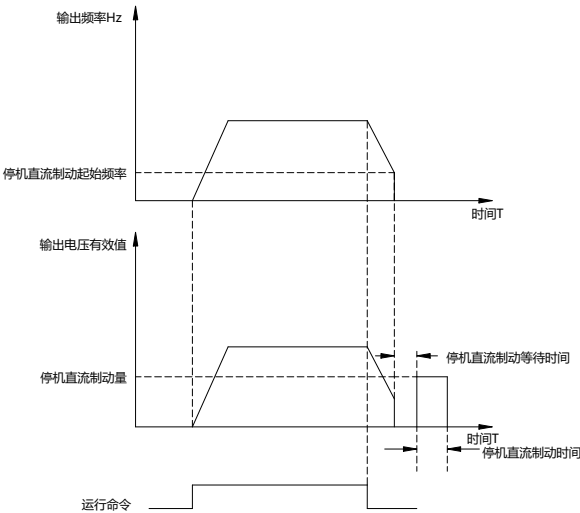 输出频率Hz
停机直流制动起始频率
时间T
输出电压有效值
停机直流制动等待时间
停机直流制动量
时间T
停机直流制动时间
运行命令